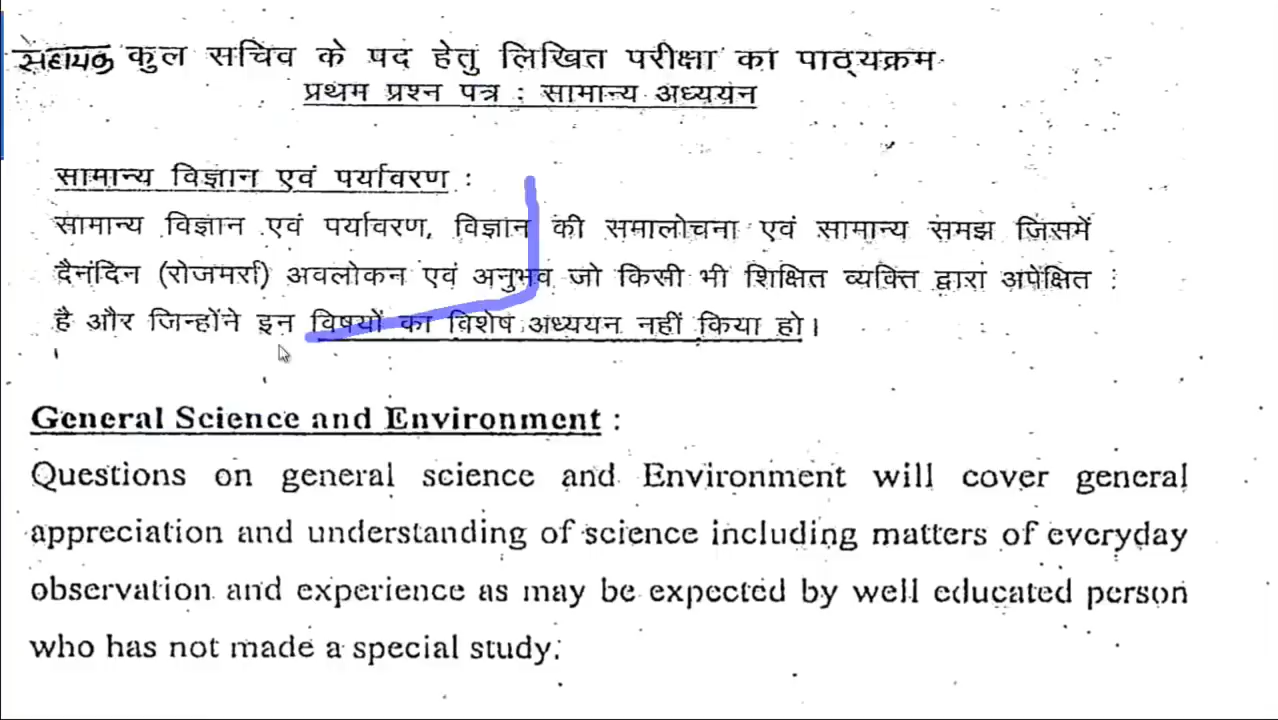 सहायक कुल सचिव के पद हेतु लिखित परीक्षा का पाठ्यक्रम
प्रथम प्रश्न पत्र : सामान्य अध्ययन
सामान्य विज्ञान एवं पर्यावरण :
सामान्य विज्ञान एवं पर्यावरण, विज्ञान की समालोचना एवं सामान्य समझ जिसमें
दैनंदिन (रोजमर्रा) अवलोकन एवं अनुभव जो किसी भी शिक्षित व्यक्ति द्वारा अपेक्षित
है और जिन्होंने इन विषयों का विशेष अध्ययन नहीं किया हो।
General Science and Environment :
Questions on general science and Environment will cover general
appreciation and understanding of science including matters of everyday
observation and experience as may be expected by well educated person
who has not made a special study.